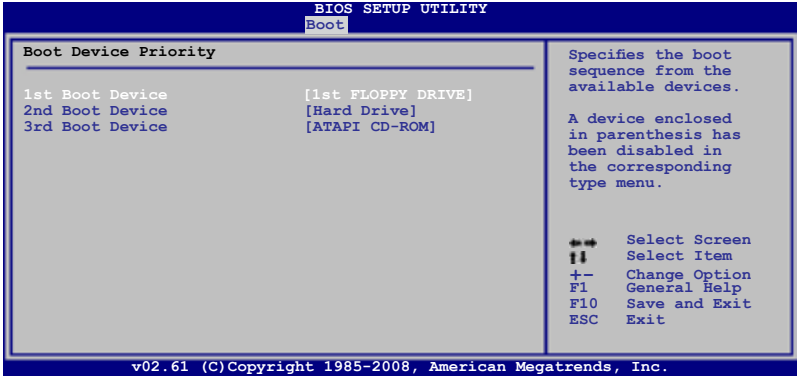 BIOS SETUP UTILITY
Boot
Boot Device Priority
1st Boot Device [1st FLOPPY DRIVE]
2nd Boot Device [Hard Drive]
3rd Boot Device [ATAPI CD-ROM]
Specifies the boot
sequence from the
available devices.
A device enclosed
in parenthesis has
been disabled in
the corresponding
type menu.
←→ Select Screen
↑↓ Select Item
+- Change Option
F1 General Help
F10 Save and Exit
ESC Exit
v02.61 (C)Copyright 1985-2008, American Megatrends, Inc.